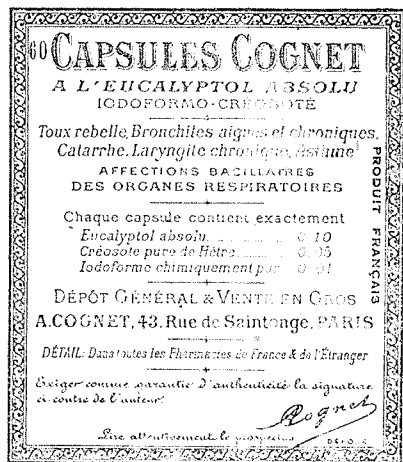 60 CAPSULES COGNET
A L'EUCALYPTOL ABSOLU
IODOFORMO-CRÉOSOTÉ
Toux rebelle, Bronchites aiguës et chroniques,
Catarrhe, Laryngite chronique, Asthme
AFFECTIONS BACILLAIRES
DES ORGANES RESPIRATOIRES
Chaque capsule contient exactement
Eucalyptol absolu. 0 10
Créosote pure de Hêtre 0 05
Iodoforme chimiquement pur 0 01
DÉPÔT GÉNÉRAL & VENTE EN GROS
A. COGNET, 43, Rue de Saintonge, PARIS
DÉTAIL: Dans toutes les Pharmacies de France & de l'Étranger
Exiger comme garantie d'authenticité la signature
ci-contre de l'auteur
Cognet
Lire attentivement le prospectus
DÉPOSÉ
PRODUIT FRANÇAIS